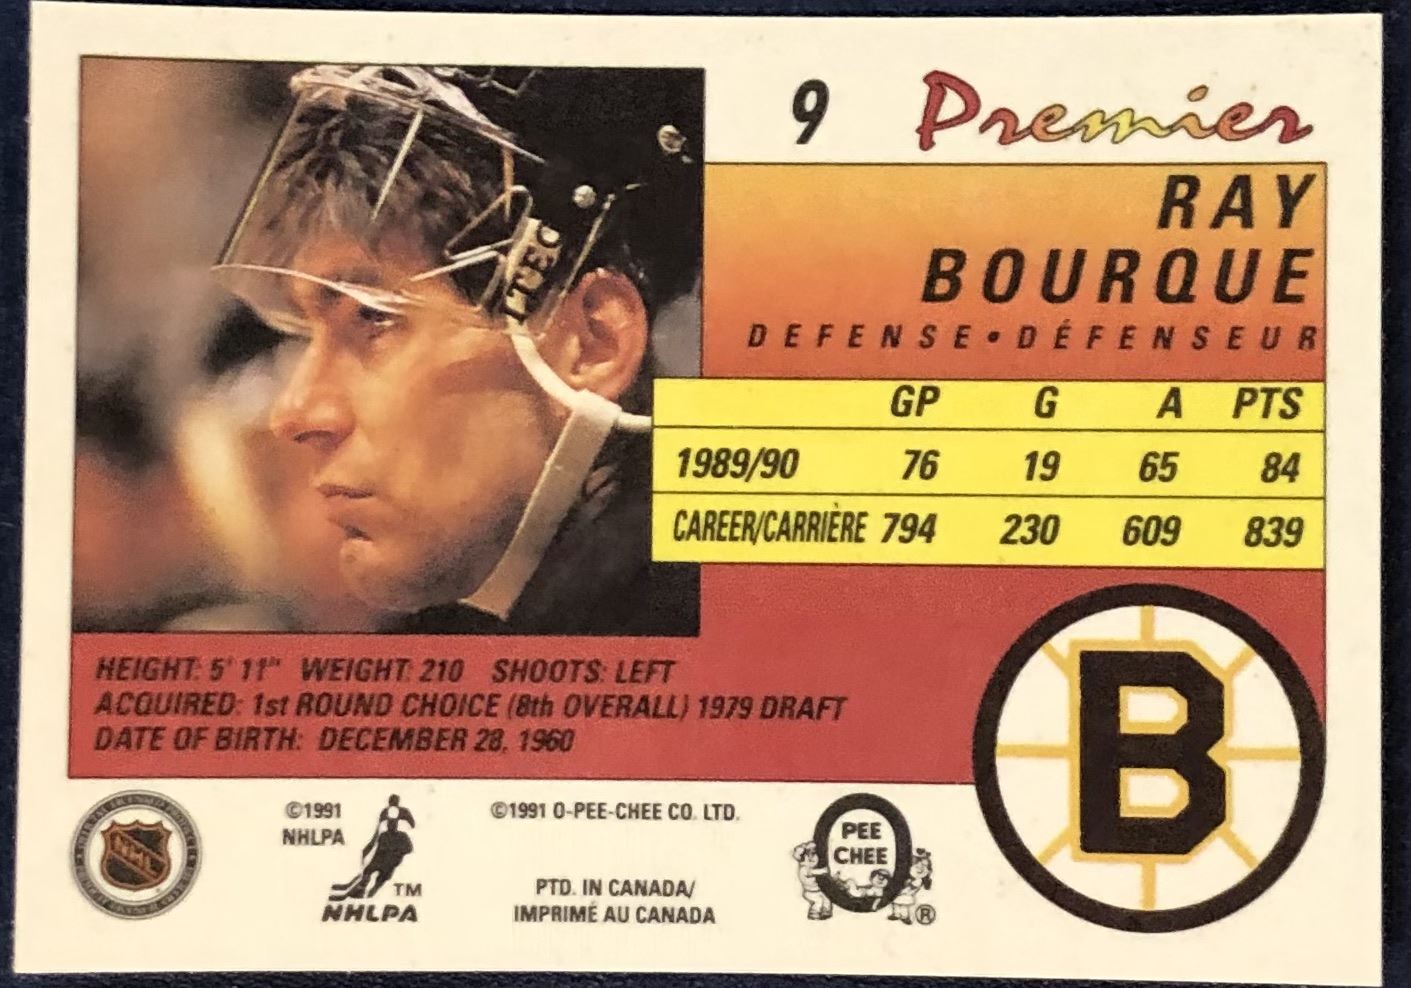 9 Premier
RAY
BOURQUE
DEFENSE • DÉFENSEUR
GP G A PTS
1989/90 76 19 65 84
CAREER/CARRIÈRE 794 230 609 839
HEIGHT: 5' 11" WEIGHT: 210 SHOOTS: LEFT
ACQUIRED: 1st ROUND CHOICE (8th OVERALL) 1979 DRAFT
DATE OF BIRTH: DECEMBER 28, 1960
B
NHL
©1991
NHLPA
TM
NHLPA
©1991 O-PEE-CHEE CO. LTD.
PTD. IN CANADA/
IMPRIMÉ AU CANADA
O
PEE
CHEE
®